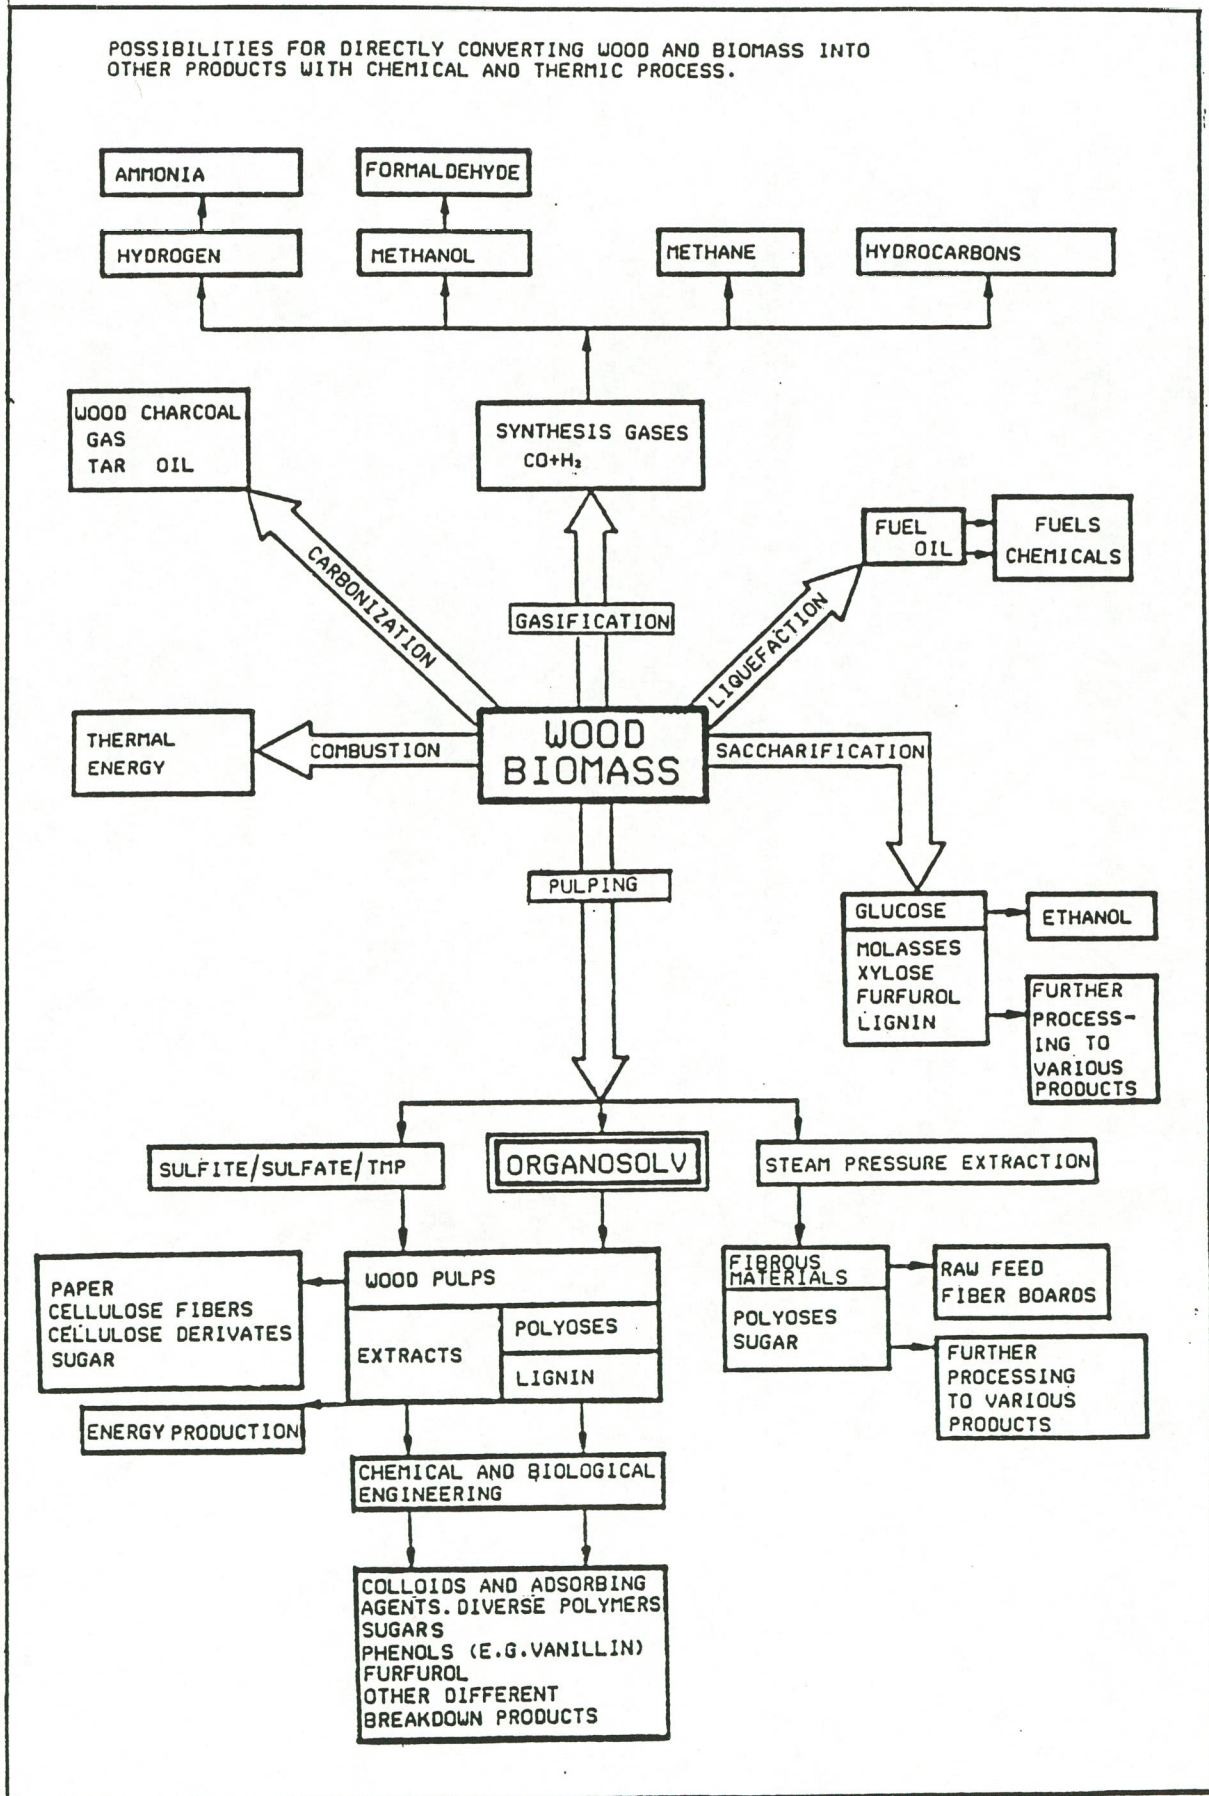 POSSIBILITIES FOR DIRECTLY CONVERTING WOOD AND BIOMASS INTO
OTHER PRODUCTS WITH CHEMICAL AND THERMIC PROCESS.
AMMONIA
FORMALDEHYDE
HYDROGEN
METHANOL
METHANE
HYDROCARBONS
WOOD CHARCOAL
GAS
TAR OIL
SYNTHESIS GASES
CO+H₂
FUEL
OIL
FUELS
CHEMICALS
CARBONIZATION
GASIFICATION
LIQUEFACTION
THERMAL
ENERGY
COMBUSTION
WOOD
BIOMASS
SACCHARIFICATION
PULPING
GLUCOSE
ETHANOL
MOLASSES
XYLOSE
FURFUROL
LIGNIN
FURTHER
PROCESS-
ING TO
VARIOUS
PRODUCTS
SULFITE/SULFATE/TMP
ORGANOSOLV
STEAM PRESSURE EXTRACTION
PAPER
CELLULOSE FIBERS
CELLULOSE DERIVATES
SUGAR
WOOD PULPS
EXTRACTS
POLYOSES
LIGNIN
FIBROUS
MATERIALS
POLYOSES
SUGAR
RAW FEED
FIBER BOARDS
FURTHER
PROCESSING
TO VARIOUS
PRODUCTS
ENERGY PRODUCTION
CHEMICAL AND BIOLOGICAL
ENGINEERING
COLLOIDS AND ADSORBING
AGENTS. DIVERSE POLYMERS
SUGARS
PHENOLS (E.G. VANILLIN)
FURFUROL
OTHER DIFFERENT
BREAKDOWN PRODUCTS